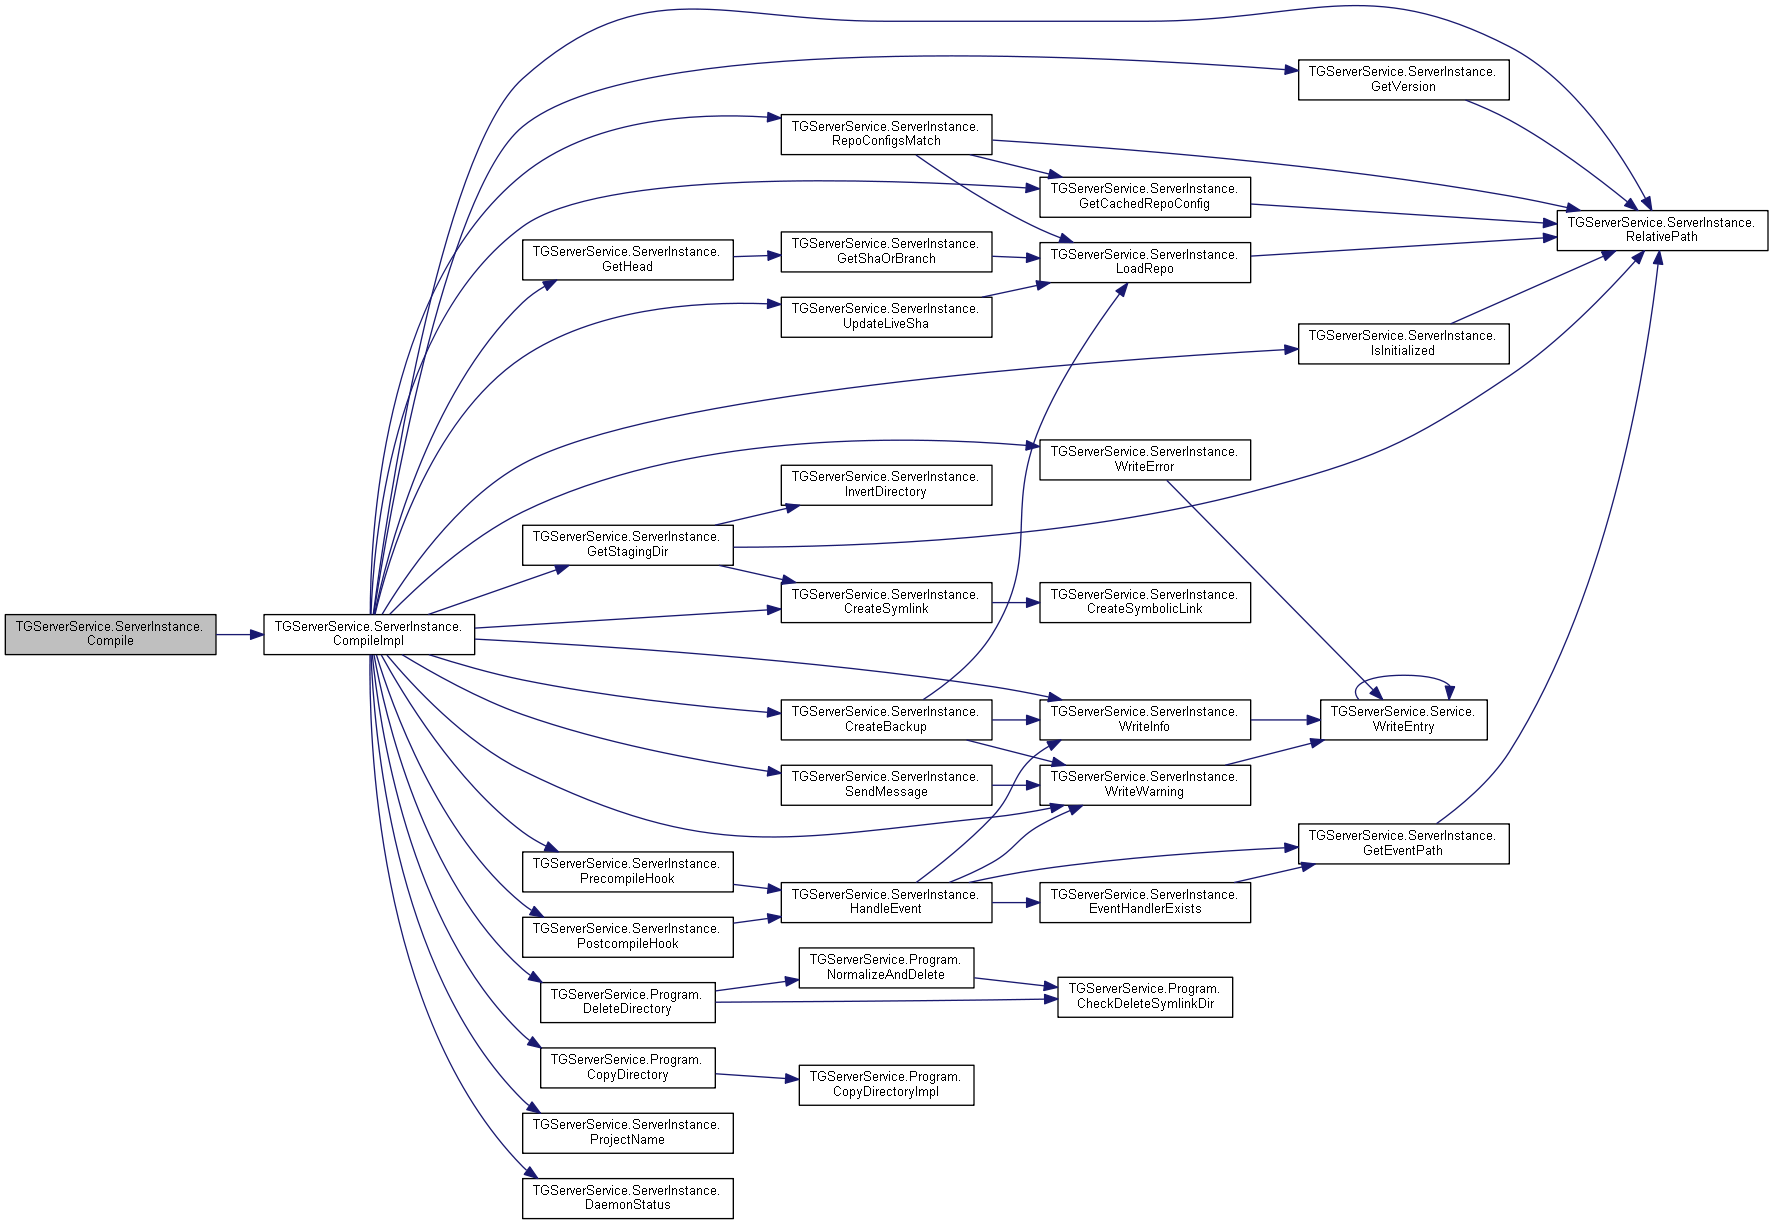 TGServerService.ServerInstance.
GetVersion
TGServerService.ServerInstance.
RepoConfigsMatch
TGServerService.ServerInstance.
GetCachedRepoConfig
TGServerService.ServerInstance.
RelativePath
TGServerService.ServerInstance.
GetHead
TGServerService.ServerInstance.
GetShaOrBranch
TGServerService.ServerInstance.
LoadRepo
TGServerService.ServerInstance.
UpdateLiveSha
TGServerService.ServerInstance.
IsInitialized
TGServerService.ServerInstance.
WriteError
TGServerService.ServerInstance.
InvertDirectory
TGServerService.ServerInstance.
GetStagingDir
TGServerService.ServerInstance.
CreateSymlink
TGServerService.ServerInstance.
CreateSymbolicLink
TGServerService.ServerInstance.
Compile
TGServerService.ServerInstance.
CompileImpl
TGServerService.ServerInstance.
CreateBackup
TGServerService.ServerInstance.
WriteInfo
TGServerService.Service.
WriteEntry
TGServerService.ServerInstance.
SendMessage
TGServerService.ServerInstance.
WriteWarning
TGServerService.ServerInstance.
GetEventPath
TGServerService.ServerInstance.
PrecompileHook
TGServerService.ServerInstance.
HandleEvent
TGServerService.ServerInstance.
EventHandlerExists
TGServerService.ServerInstance.
PostcompileHook
TGServerService.Program.
NormalizeAndDelete
TGServerService.Program.
DeleteDirectory
TGServerService.Program.
CheckDeleteSymlinkDir
TGServerService.Program.
CopyDirectory
TGServerService.Program.
CopyDirectoryImpl
TGServerService.ServerInstance.
ProjectName
TGServerService.ServerInstance.
DaemonStatus